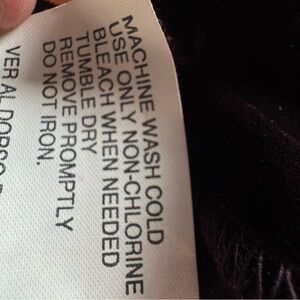 MACHINE WASH COLD
USE ONLY NON-CHLORINE
BLEACH WHEN NEEDED
TUMBLE DRY
REMOVE PROMPTLY
DO NOT IRON.
VER AL DORSO